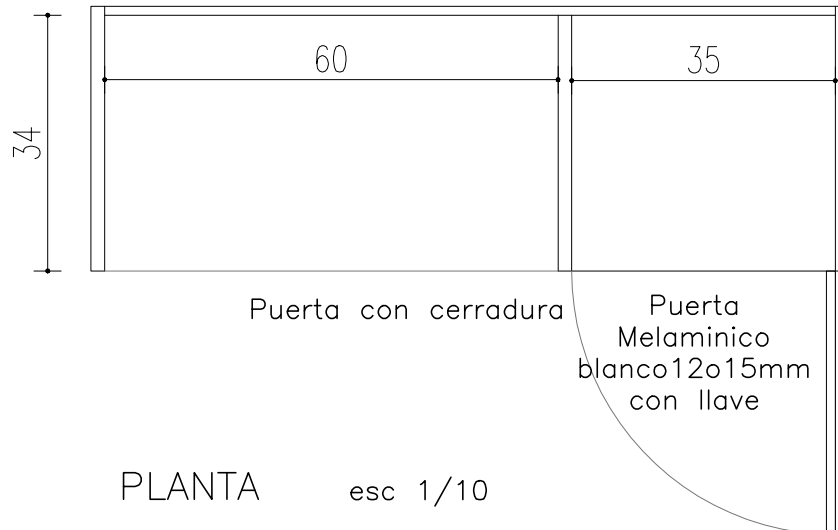 60
35
34
Puerta con cerradura
Puerta
Melaminico
blanco12o15mm
con llave
PLANTA
esc 1/10